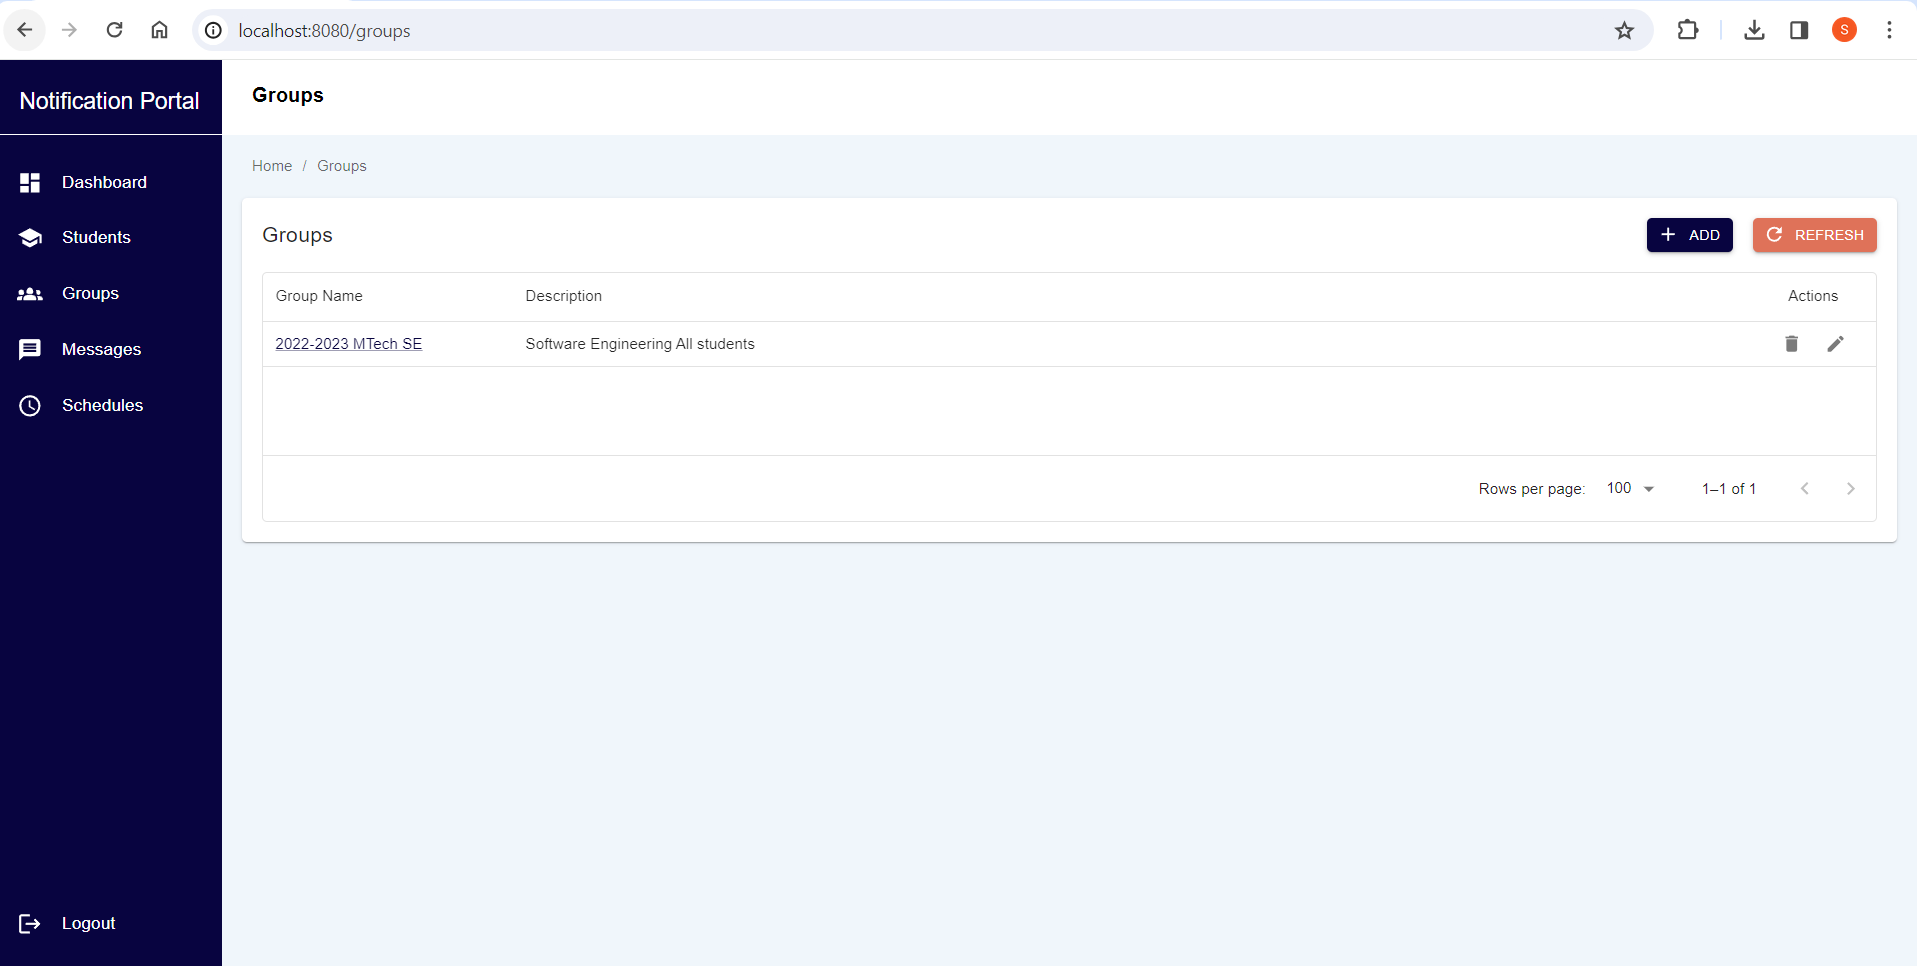 localhost:8080/groups
S
Notification Portal
Groups
Dashboard
Students
Groups
Messages
Schedules
Logout
Home / Groups
Groups
ADD
REFRESH
Group Name Description Actions
2022-2023 MTech SE Software Engineering All students
Rows per page: 100 1–1 of 1